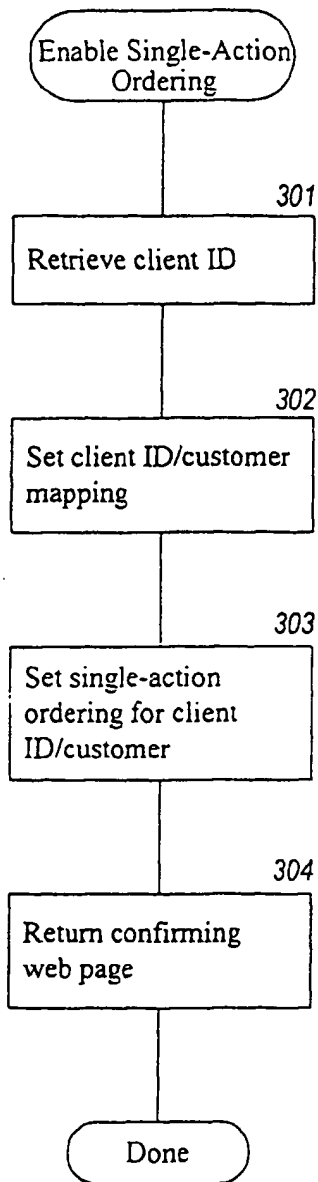 Enable Single-Action
Ordering
301
Retrieve client ID
302
Set client ID/customer
mapping
303
Set single-action
ordering for client
ID/customer
304
Return confirming
web page
Done